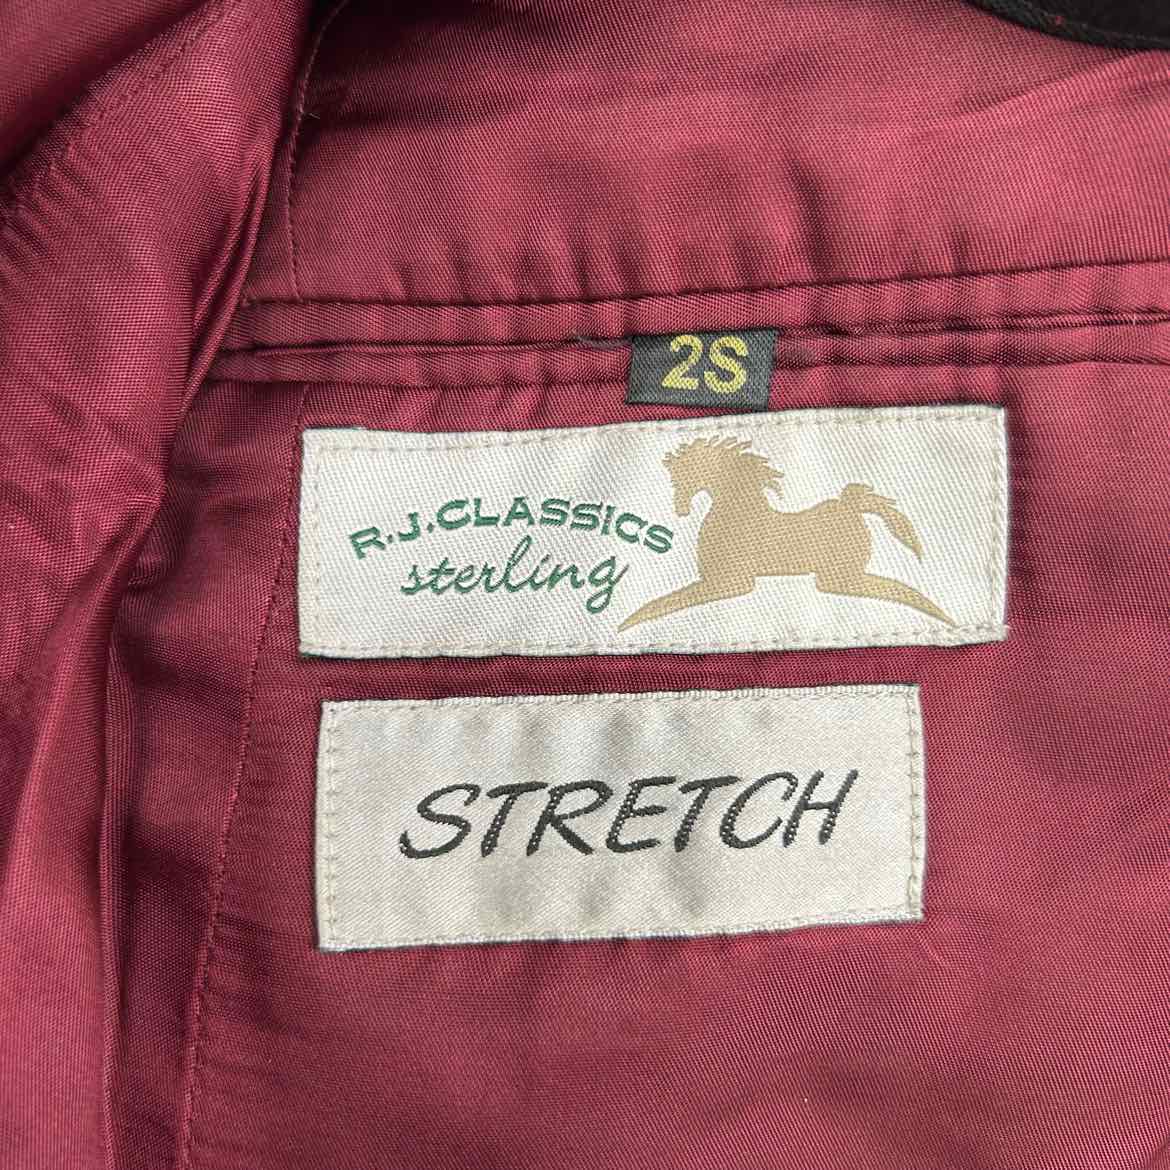 2S
R.J.CLASSICS
sterling
STRETCH